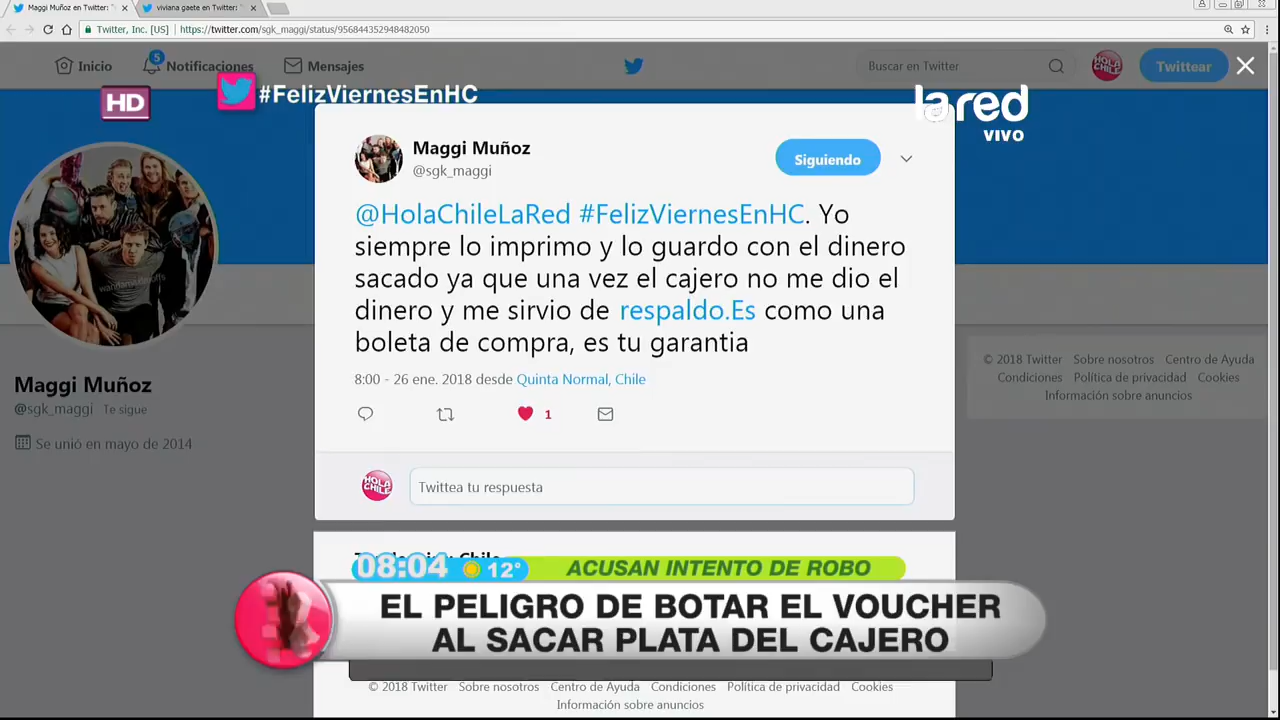 Maggi Muñoz en Twitter: "
viviana gaete en Twitter: "
Twitter, Inc. [US]
https://twitter.com/sgk_maggi/status/956844352948482050
Inicio
5
Notificaciones
Mensajes
Buscar en Twitter
HOLA CHILE
Twittear
HD
#FelizViernesEnHC
la red
VIVO
Maggi Muñoz
@sgk_maggi
Siguiendo
@HolaChileLaRed #FelizViernesEnHC. Yo
siempre lo imprimo y lo guardo con el dinero
sacado ya que una vez el cajero no me dio el
dinero y me sirvio de respaldo.Es como una
boleta de compra, es tu garantia
8:00 - 26 ene. 2018 desde Quinta Normal, Chile
1
HOLA CHILE
Twittea tu respuesta
Maggi Muñoz
@sgk_maggi Te sigue
Se unió en mayo de 2014
© 2018 Twitter Sobre nosotros Centro de Ayuda
Condiciones Política de privacidad Cookies
Información sobre anuncios
08:04 12°
ACUSAN INTENTO DE ROBO
EL PELIGRO DE BOTAR EL VOUCHER
AL SACAR PLATA DEL CAJERO
© 2018 Twitter Sobre nosotros Centro de Ayuda Condiciones Política de privacidad Cookies
Información sobre anuncios